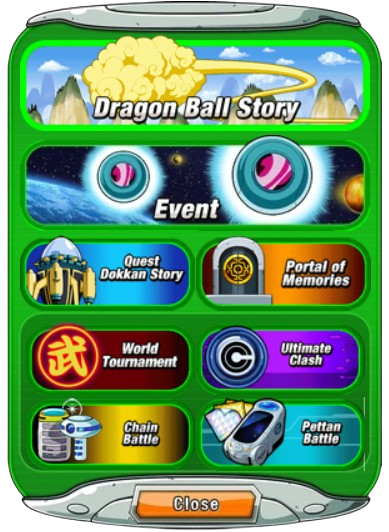 Dragon Ball Story
Event
Quest
Dokkan Story
Portal of
Memories
武
World
Tournament
Ultimate
Clash
Chain
Battle
Pettan
Battle
Close